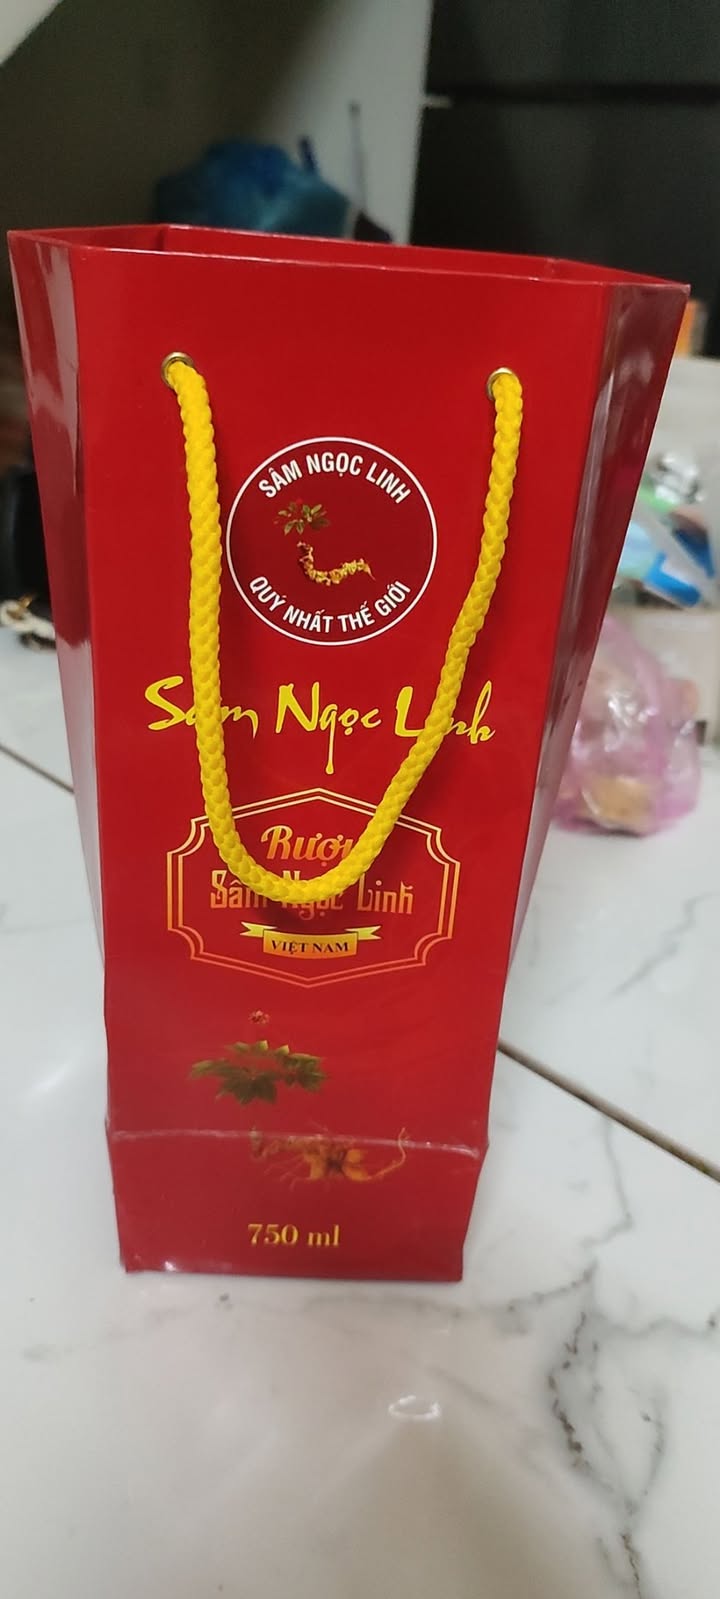 SÂM NGỌC LINH
QUÝ NHẤT THẾ GIỚI
Sâm Ngọc Linh
Rượu
Sâm Ngọc Linh
VIỆT NAM
750 ml